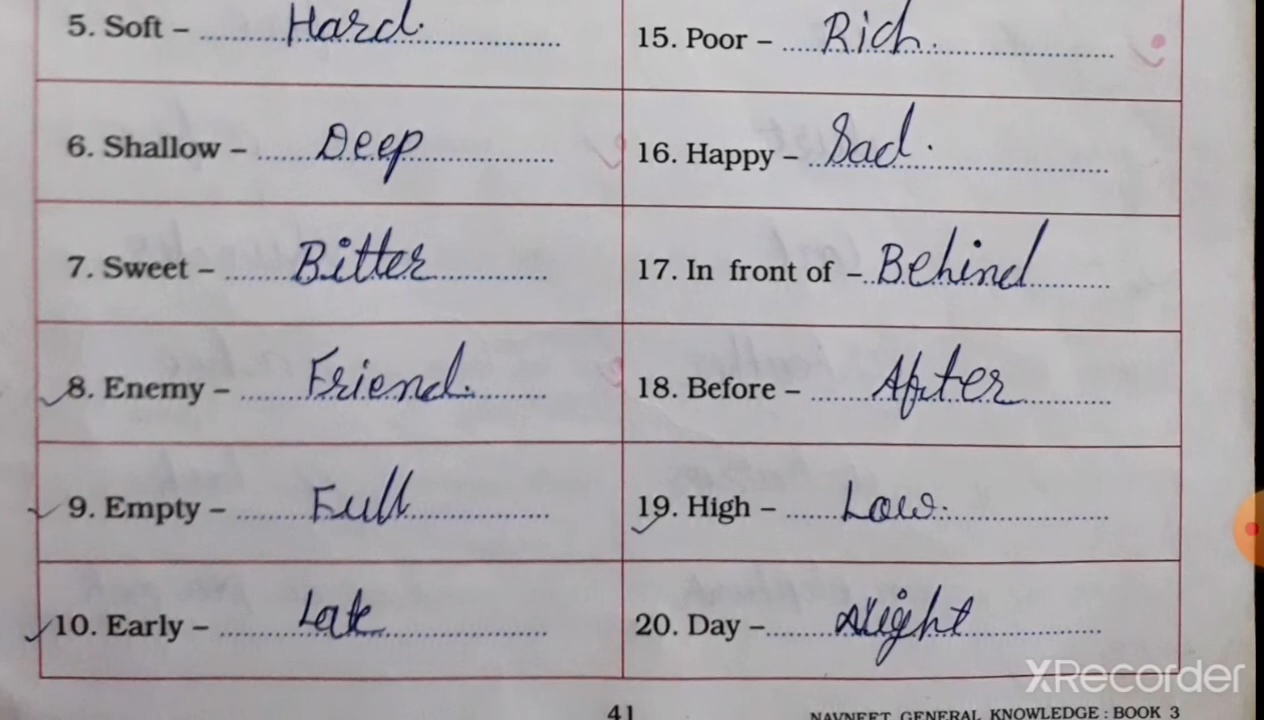 5. Soft - Hard.
15. Poor - Rich.
6. Shallow - Deep
16. Happy - Sad.
7. Sweet - Bitter
17. In front of - Behind
8. Enemy - Friend.
18. Before - After
9. Empty - Full
19. High - Low.
10. Early - Late
20. Day - Night
XRecorder
41 NAVNEET GENERAL KNOWLEDGE : BOOK 3